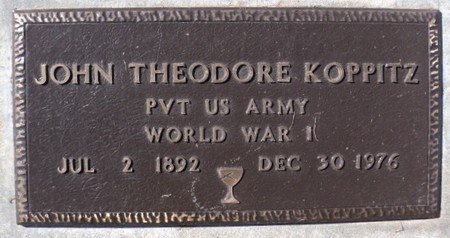 JOHN THEODORE KOPPITZ
PVT US ARMY
WORLD WAR I
JUL 2 1892 DEC 30 1976